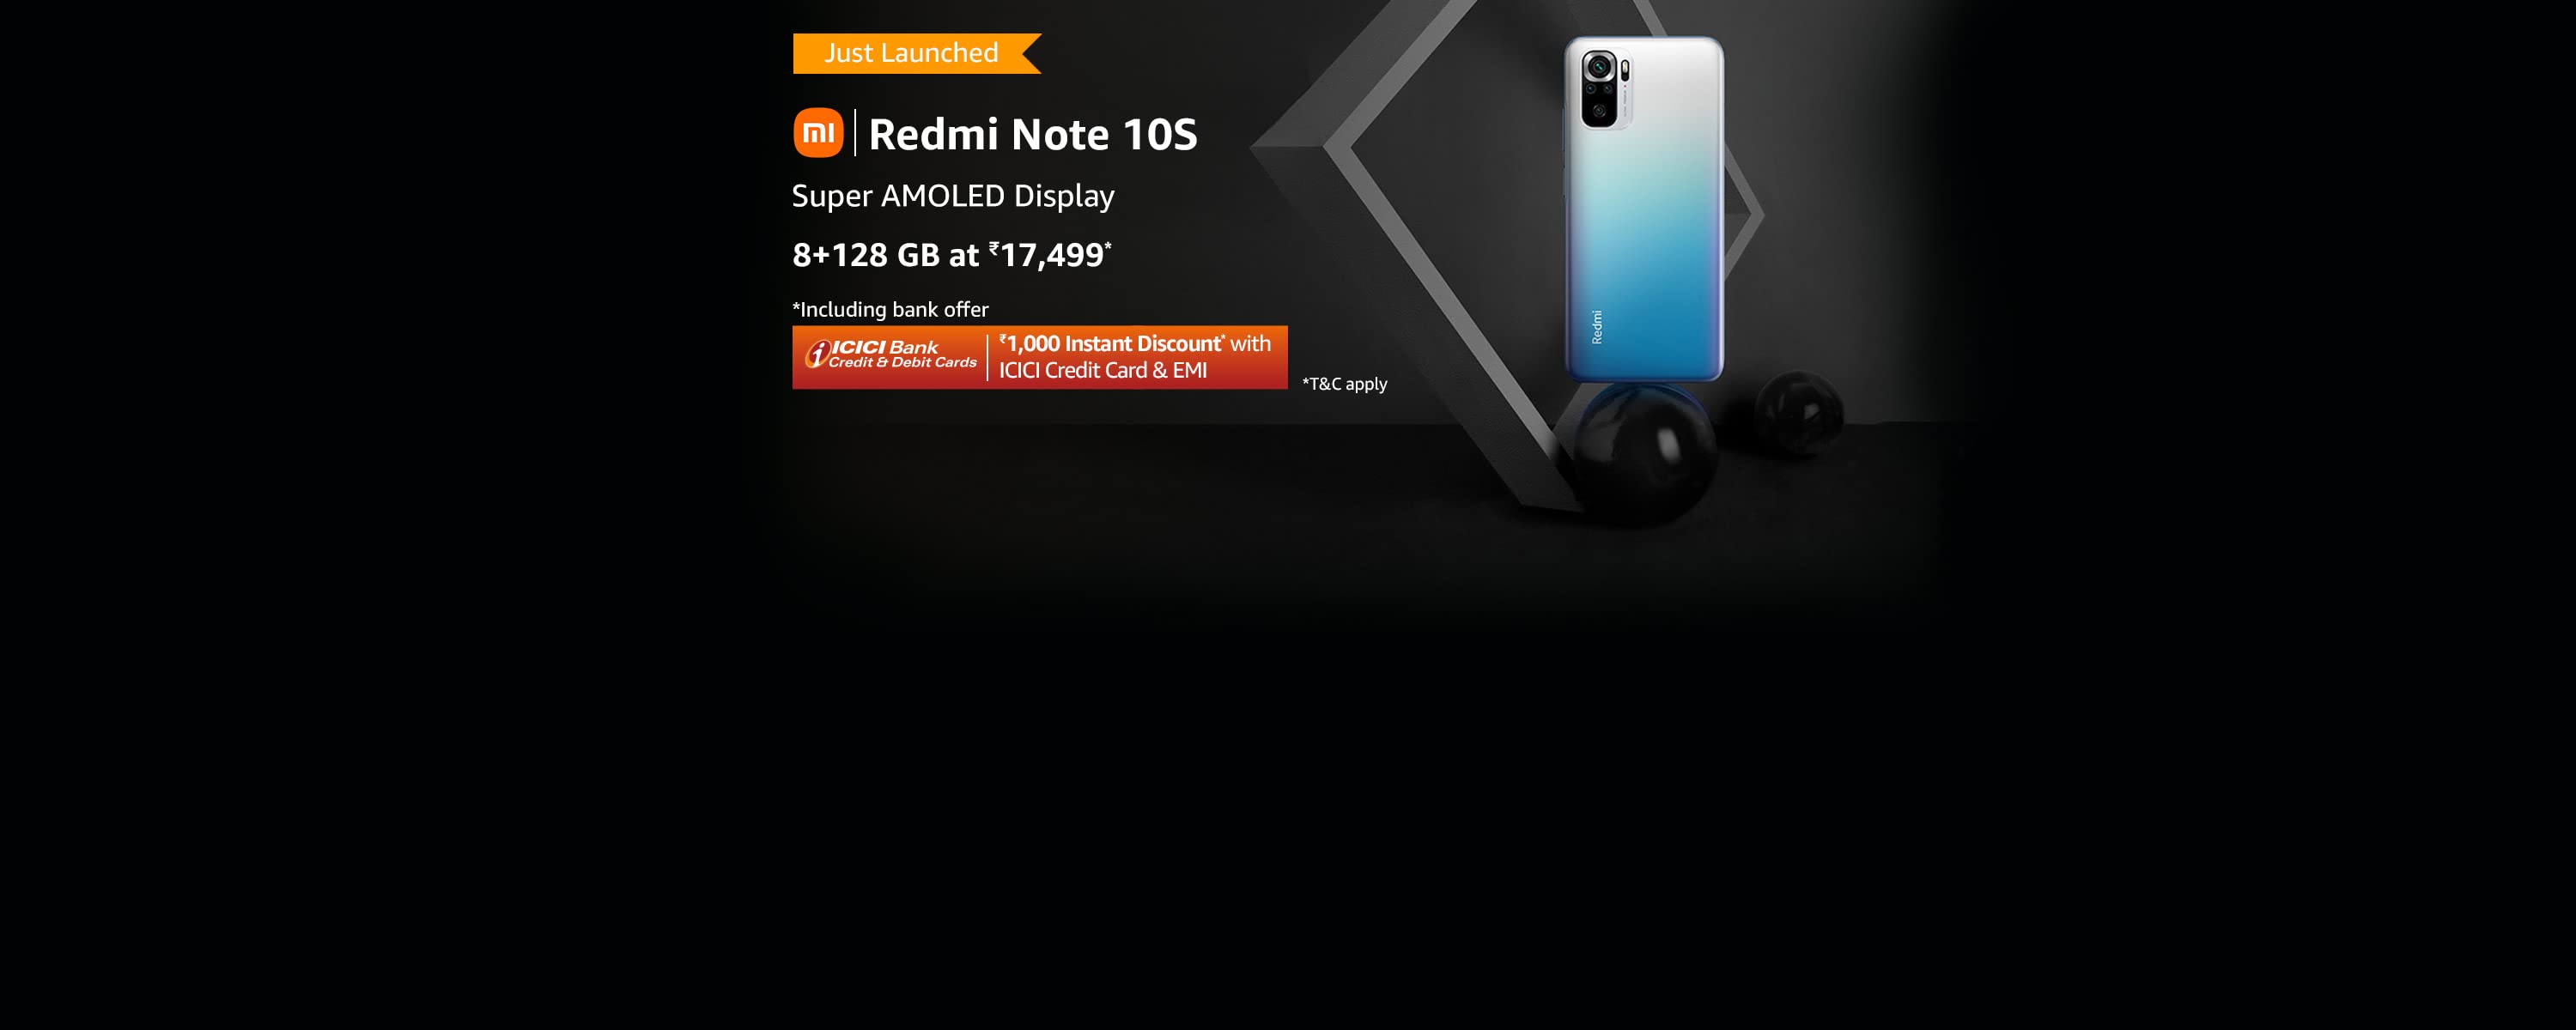 Just Launched
mi | Redmi Note 10S
Super AMOLED Display
8+128 GB at ₹17,499*
*Including bank offer
ICICI Bank
Credit & Debit Cards
₹1,000 Instant Discount* with
ICICI Credit Card & EMI
*T&C apply
Redmi